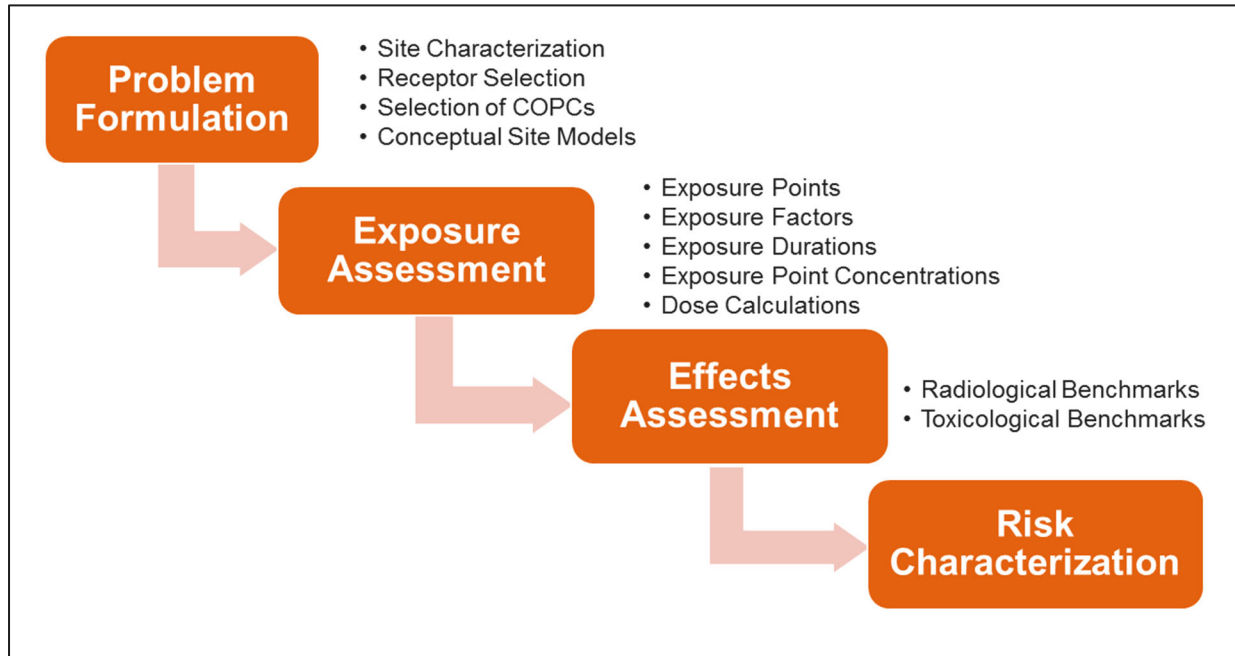 Problem
Formulation
• Site Characterization
• Receptor Selection
• Selection of COPCs
• Conceptual Site Models
Exposure
Assessment
• Exposure Points
• Exposure Factors
• Exposure Durations
• Exposure Point Concentrations
• Dose Calculations
Effects
Assessment
• Radiological Benchmarks
• Toxicological Benchmarks
Risk
Characterization